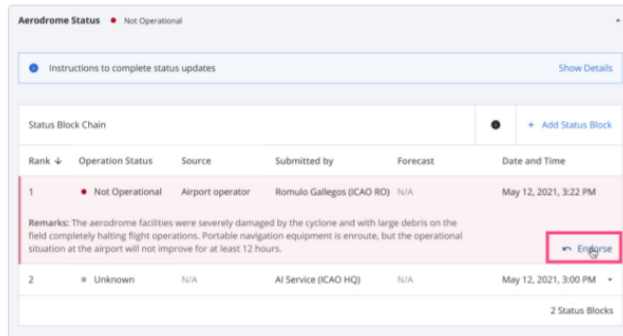 Aerodrome Status Not Operational
Instructions to complete status updates Show Details
Status Block Chain + Add Status Block
Rank ↓ Operation Status Source Submitted by Forecast Date and Time
1 Not Operational Airport operator Romulo Gallegos (ICAO RO) N/A May 12, 2021, 3:22 PM
Remarks: The aerodrome facilities were severely damaged by the cyclone and with large debris on the
field completely halting flight operations. Portable navigation equipment is enroute, but the operational
situation at the airport will not improve for at least 12 hours.
Endorse
2 Unknown N/A AI Service (ICAO HQ) N/A May 12, 2021, 3:00 PM
2 Status Blocks